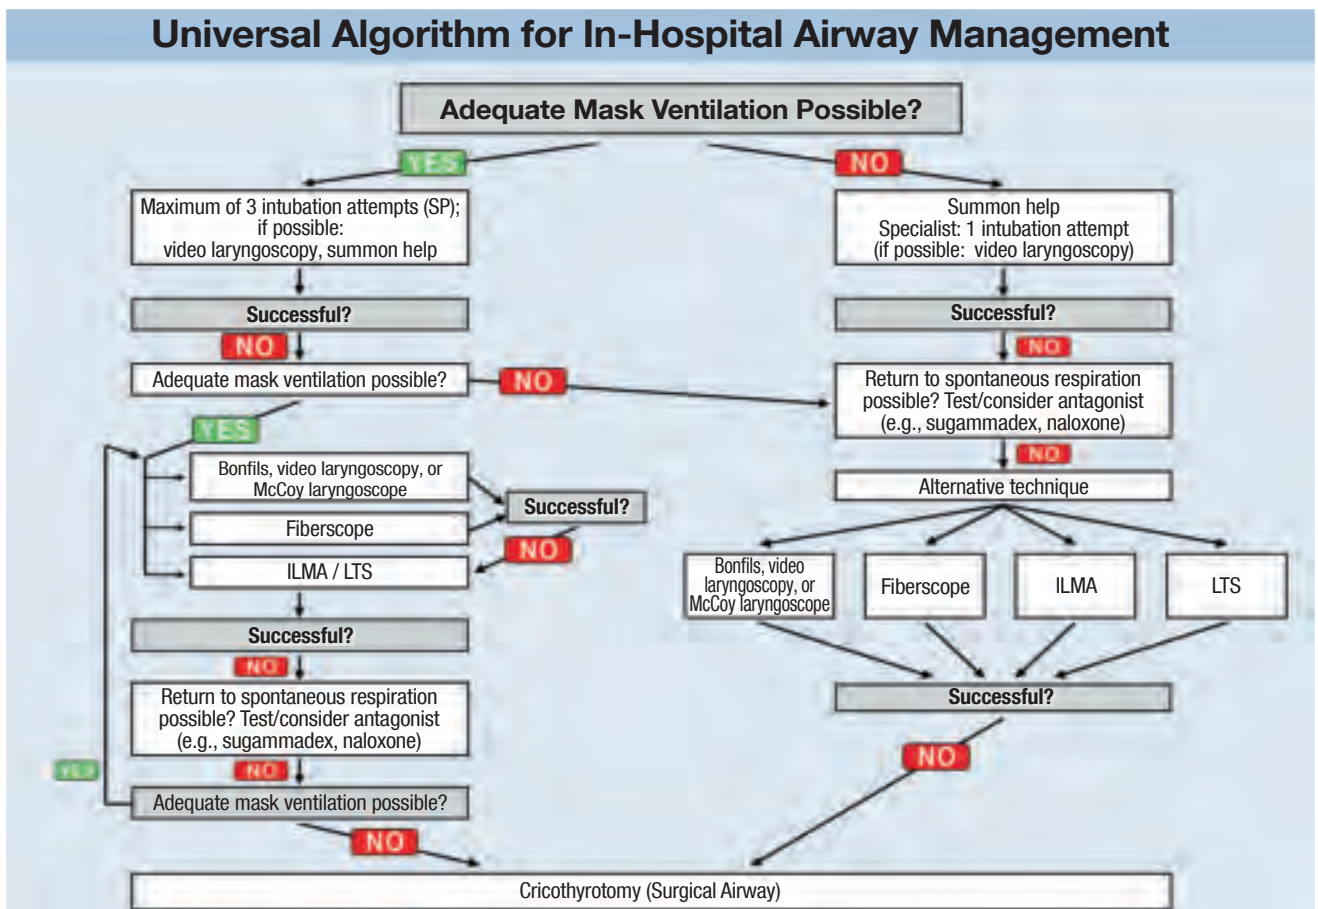 Universal Algorithm for In-Hospital Airway Management
Adequate Mask Ventilation Possible?
YES
NO
Maximum of 3 intubation attempts (SP);
if possible:
video laryngoscopy, summon help
Successful?
NO
Adequate mask ventilation possible?
NO
YES
Bonfils, video laryngoscopy, or
McCoy laryngoscope
Fiberscope
ILMA / LTS
Successful?
NO
Successful?
NO
Return to spontaneous respiration
possible? Test/consider antagonist
(e.g., sugammadex, naloxone)
NO
YES
Adequate mask ventilation possible?
NO
Summon help
Specialist: 1 intubation attempt
(if possible: video laryngoscopy)
Successful?
NO
Return to spontaneous respiration
possible? Test/consider antagonist
(e.g., sugammadex, naloxone)
NO
Alternative technique
Bonfils, video
laryngoscopy, or
McCoy laryngoscope
Fiberscope
ILMA
LTS
Successful?
NO
Cricothyrotomy (Surgical Airway)